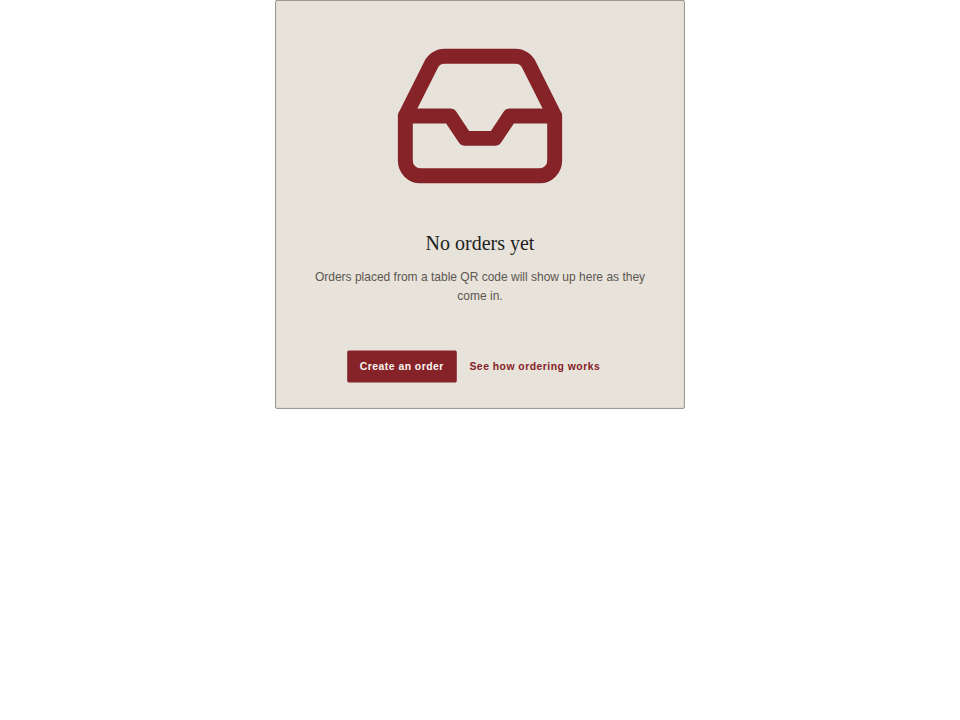 No orders yet
Orders placed from a table QR code will show up here as they
come in.
Create an order
See how ordering works